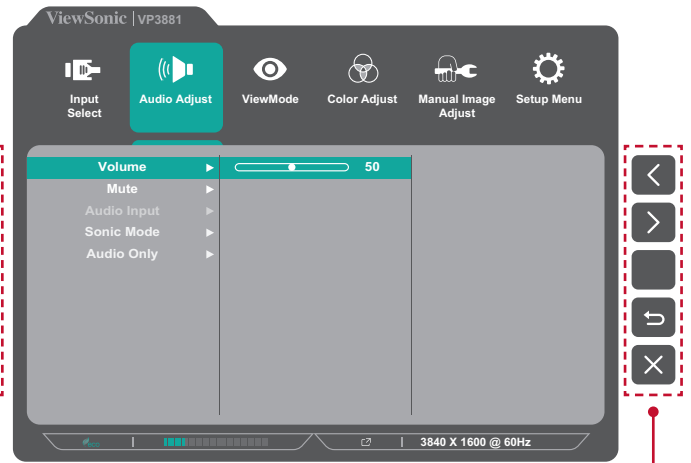 ViewSonic | VP3881
Input
Select
Audio Adjust
ViewMode
Color Adjust
Manual Image
Adjust
Setup Menu
Volume
50
Mute
Audio Input
Sonic Mode
Audio Only
eco
3840 X 1600 @ 60Hz